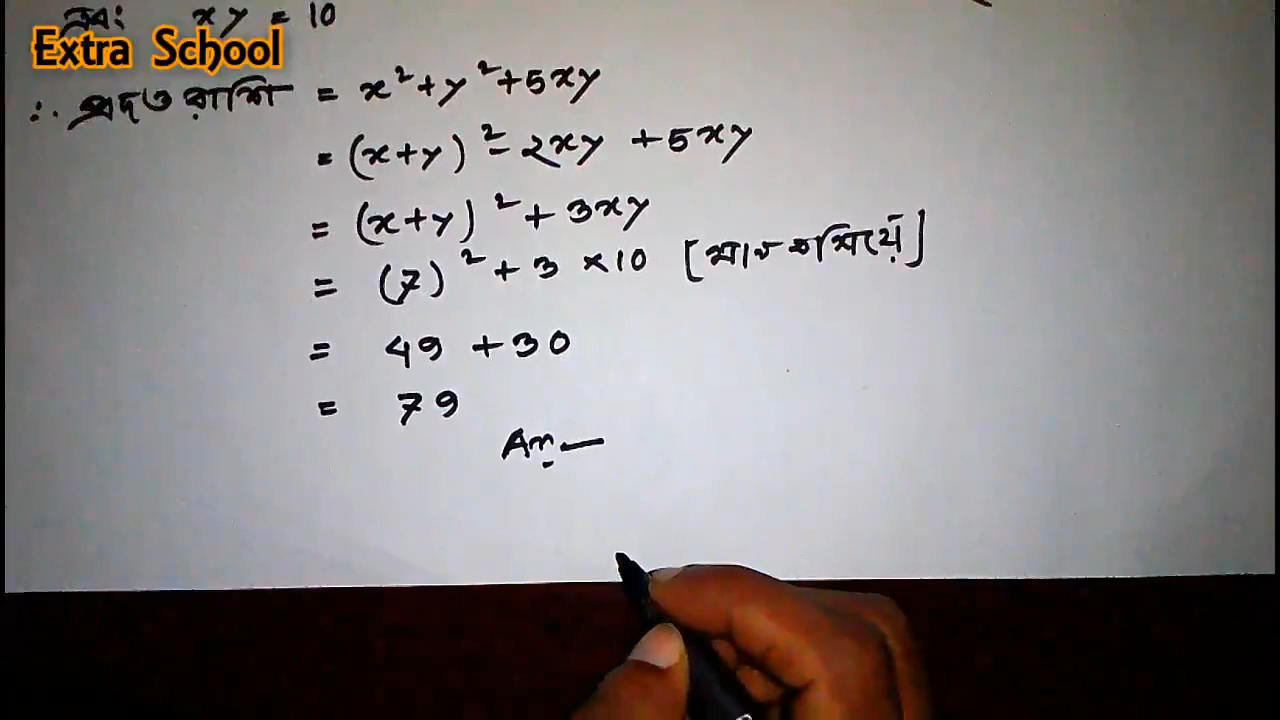 এবং xy = 10
Extra School
∴ প্রদত্ত রাশি = x² + y² + 5xy
= (x+y)² - 2xy + 5xy
= (x+y)² + 3xy
= (7)² + 3 × 10 [মান বসিয়ে]
= 49 + 30
= 79
Ans